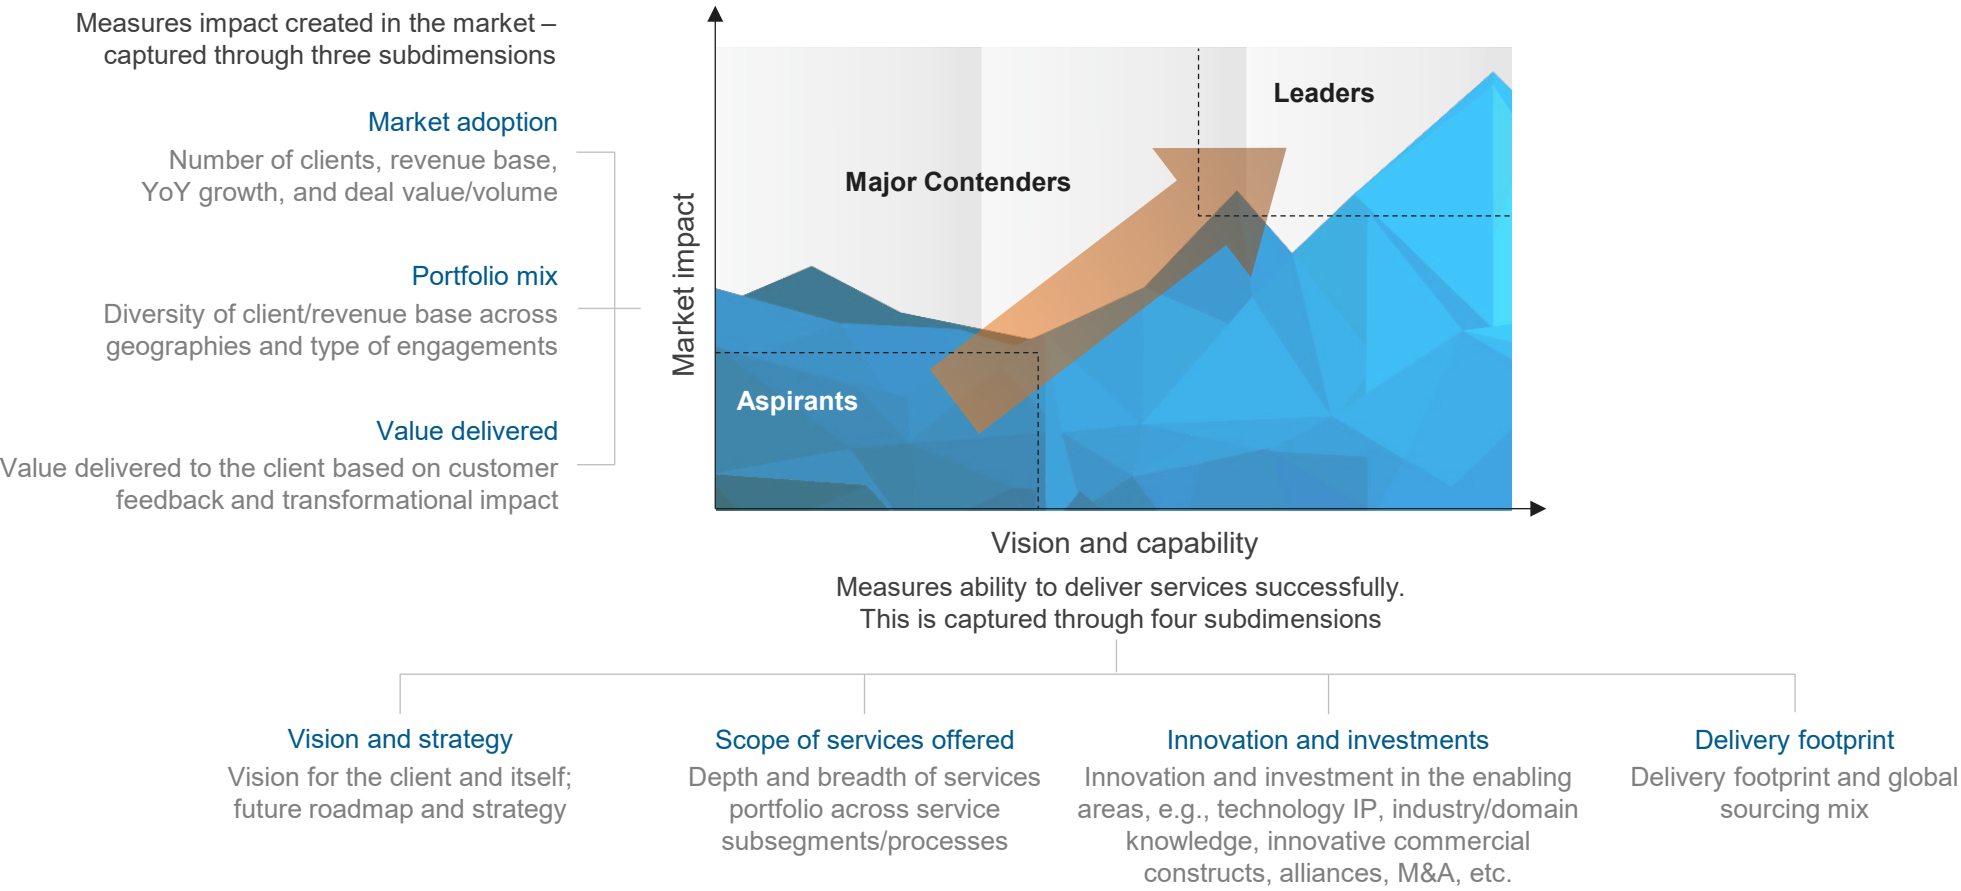 Measures impact created in the market –
captured through three subdimensions
Market adoption
Number of clients, revenue base,
YoY growth, and deal value/volume
Portfolio mix
Diversity of client/revenue base across
geographies and type of engagements
Value delivered
Value delivered to the client based on customer
feedback and transformational impact
Market impact
Leaders
Major Contenders
Aspirants
Vision and capability
Measures ability to deliver services successfully.
This is captured through four subdimensions
Vision and strategy
Vision for the client and itself;
future roadmap and strategy
Scope of services offered
Depth and breadth of services
portfolio across service
subsegments/processes
Innovation and investments
Innovation and investment in the enabling
areas, e.g., technology IP, industry/domain
knowledge, innovative commercial
constructs, alliances, M&A, etc.
Delivery footprint
Delivery footprint and global
sourcing mix